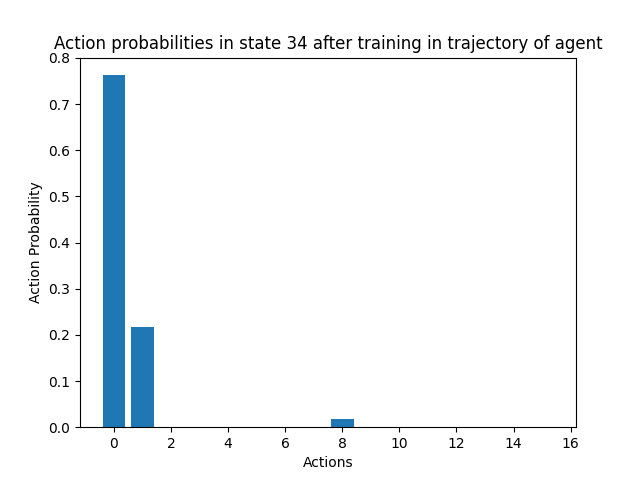 Action probabilities in state 34 after training in trajectory of agent
0.8
0.7
0.6
0.5
0.4
0.3
0.2
0.1
0.0
Action Probability
0 2 4 6 8 10 12 14 16
Actions